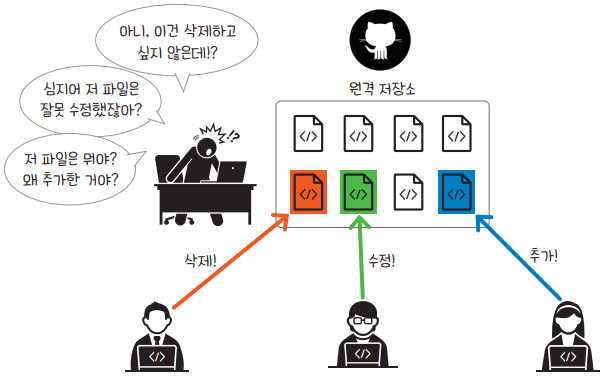 아니, 이건 삭제하고
싶지 않은데!?
심지어 저 파일은
잘못 수정했잖아?
저 파일은 뭐야?
왜 추가한 거야?
!?
원격 저장소
</>
</>
</>
</>
</>
</>
</>
</>
삭제!
수정!
추가!
</>
</>
</>